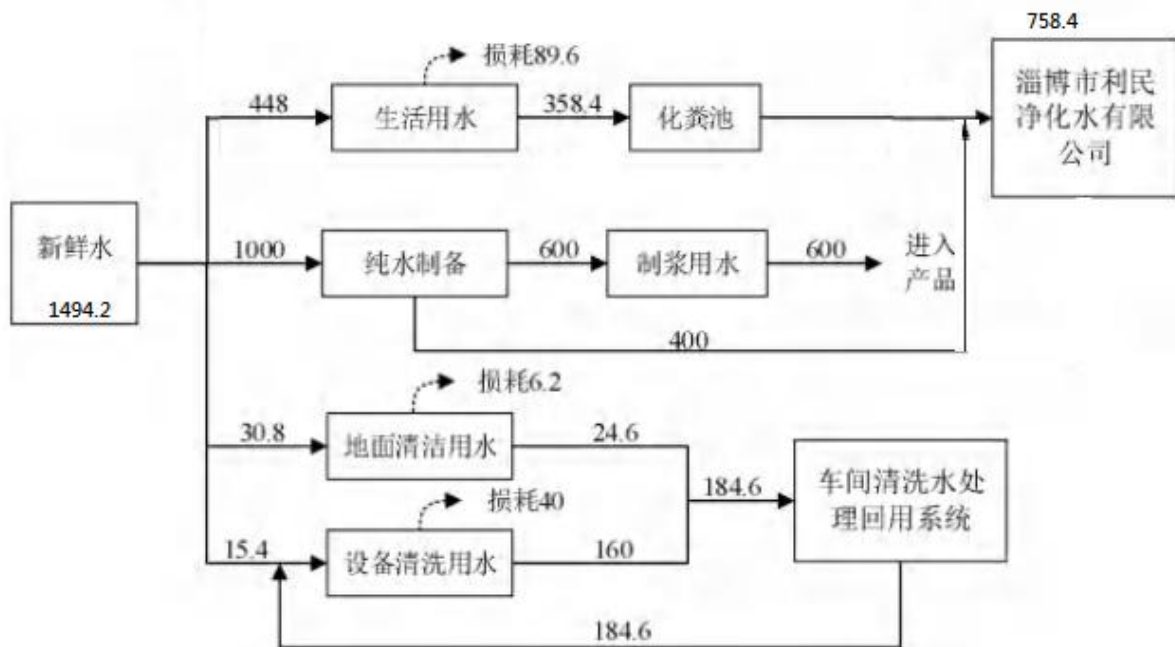 758.4
损耗89.6
淄博市利民
净化水有限
公司
448
生活用水
358.4
化粪池
新鲜水
1494.2
1000
纯水制备
600
制浆用水
600
进入
产品
400
损耗6.2
30.8
地面清洁用水
24.6
184.6
车间清洗水处
理回用系统
损耗40
15.4
设备清洗用水
160
184.6